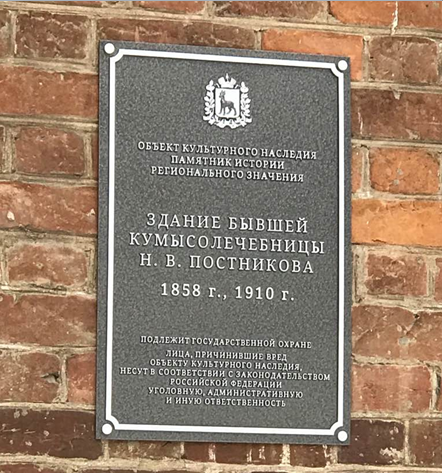 ОБЪЕКТ КУЛЬТУРНОГО НАСЛЕДИЯ
ПАМЯТНИК ИСТОРИИ
РЕГИОНАЛЬНОГО ЗНАЧЕНИЯ
ЗДАНИЕ БЫВШЕЙ
КУМЫСОЛЕЧЕБНИЦЫ
Н. В. ПОСТНИКОВА
1858 г., 1910 г.
ПОДЛЕЖИТ ГОСУДАРСТВЕННОЙ ОХРАНЕ
ЛИЦА, ПРИЧИНИВШИЕ ВРЕД
ОБЪЕКТУ КУЛЬТУРНОГО НАСЛЕДИЯ,
НЕСУТ В СООТВЕТСТВИИ С ЗАКОНОДАТЕЛЬСТВОМ
РОССИЙСКОЙ ФЕДЕРАЦИИ
УГОЛОВНУЮ, АДМИНИСТРАТИВНУЮ
И ИНУЮ ОТВЕТСТВЕННОСТЬ